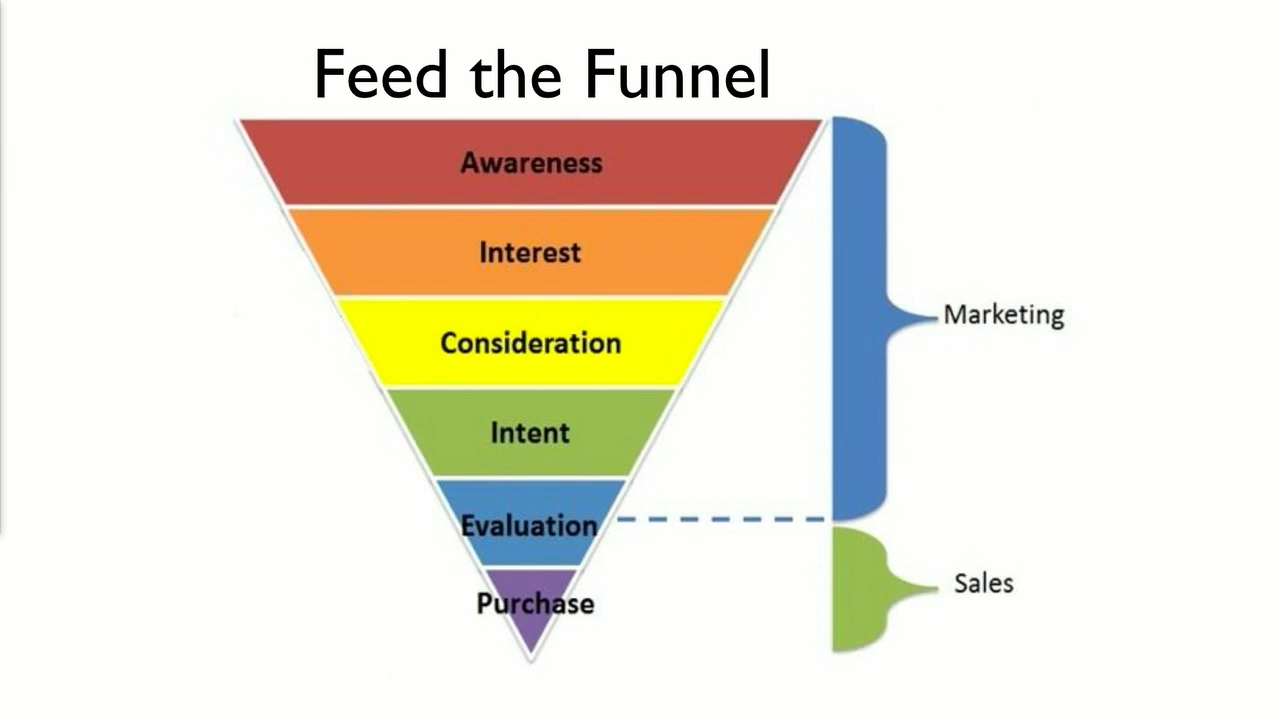 Feed the Funnel
Awareness
Interest
Consideration
Intent
Evaluation
Purchase
Marketing
Sales